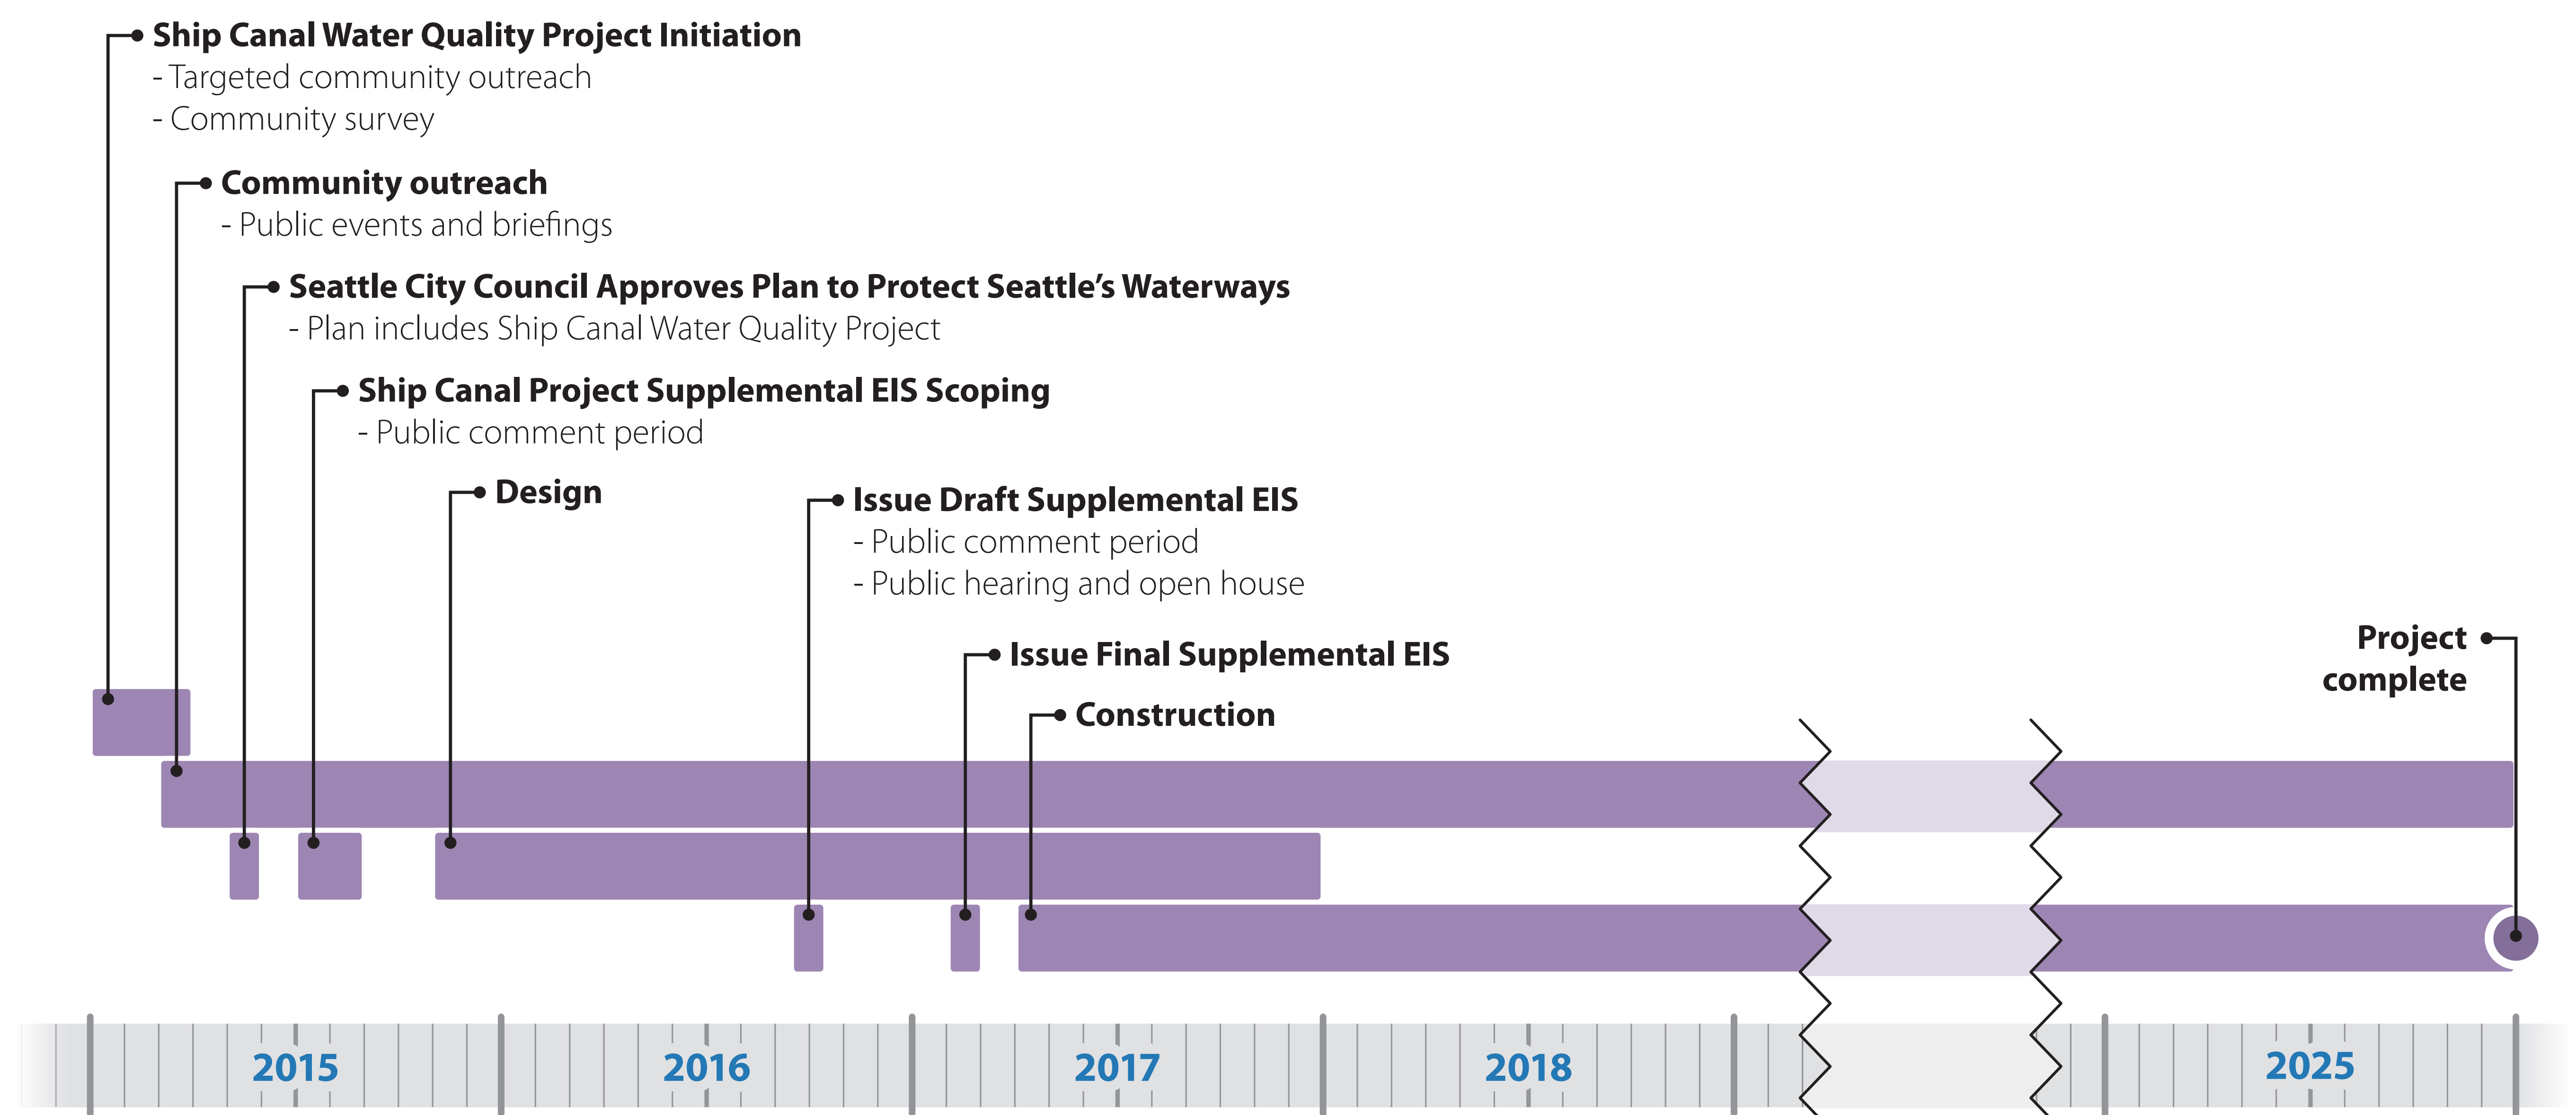 Ship Canal Water Quality Project Initiation
- Targeted community outreach
- Community survey
Community outreach
- Public events and briefings
Seattle City Council Approves Plan to Protect Seattle’s Waterways
- Plan includes Ship Canal Water Quality Project
Ship Canal Project Supplemental EIS Scoping
- Public comment period
Design
Issue Draft Supplemental EIS
- Public comment period
- Public hearing and open house
Issue Final Supplemental EIS
Construction
Project
complete
2015
2016
2017
2018
2025